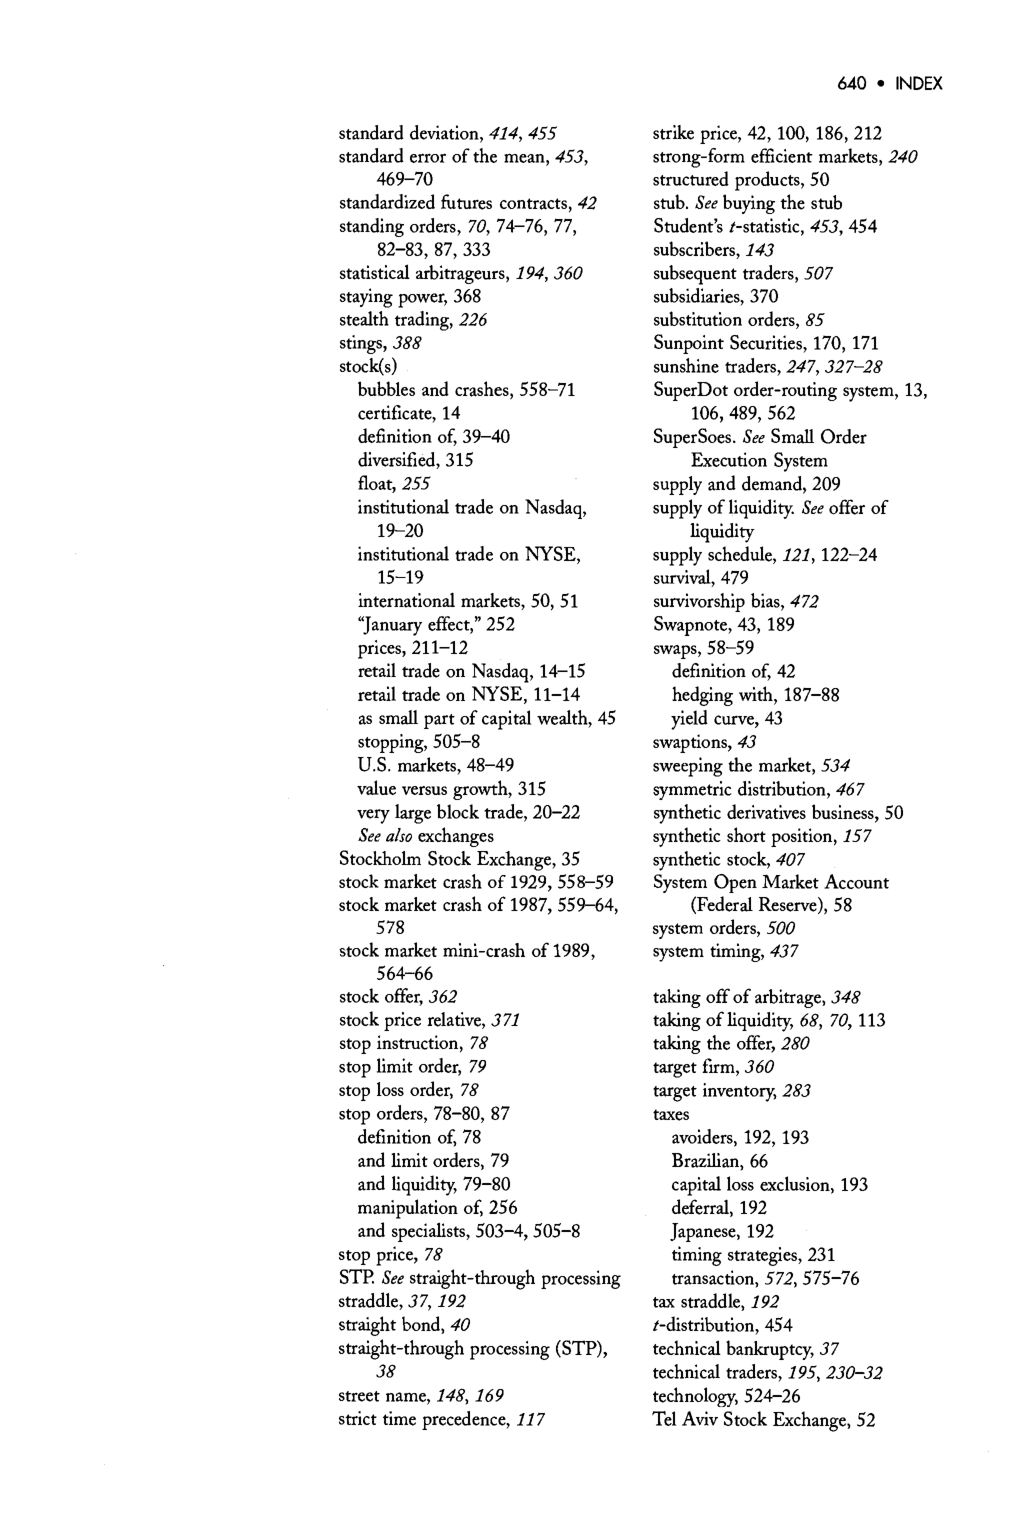 640 • INDEX
standard deviation, 414, 455
standard error of the mean, 453,
469–70
standardized futures contracts, 42
standing orders, 70, 74–76, 77,
82–83, 87, 333
statistical arbitrageurs, 194, 360
staying power, 368
stealth trading, 226
stings, 388
stock(s)
bubbles and crashes, 558–71
certificate, 14
definition of, 39–40
diversified, 315
float, 255
institutional trade on Nasdaq,
19–20
institutional trade on NYSE,
15–19
international markets, 50, 51
“January effect,” 252
prices, 211–12
retail trade on Nasdaq, 14–15
retail trade on NYSE, 11–14
as small part of capital wealth, 45
stopping, 505–8
U.S. markets, 48–49
value versus growth, 315
very large block trade, 20–22
See also exchanges
Stockholm Stock Exchange, 35
stock market crash of 1929, 558–59
stock market crash of 1987, 559–64,
578
stock market mini-crash of 1989,
564–66
stock offer, 362
stock price relative, 371
stop instruction, 78
stop limit order, 79
stop loss order, 78
stop orders, 78–80, 87
definition of, 78
and limit orders, 79
and liquidity, 79–80
manipulation of, 256
and specialists, 503–4, 505–8
stop price, 78
STP. See straight-through processing
straddle, 37, 192
straight bond, 40
straight-through processing (STP),
38
street name, 148, 169
strict time precedence, 117
strike price, 42, 100, 186, 212
strong-form efficient markets, 240
structured products, 50
stub. See buying the stub
Student’s t-statistic, 453, 454
subscribers, 143
subsequent traders, 507
subsidiaries, 370
substitution orders, 85
Sunpoint Securities, 170, 171
sunshine traders, 247, 327–28
SuperDot order-routing system, 13,
106, 489, 562
SuperSoes. See Small Order
Execution System
supply and demand, 209
supply of liquidity. See offer of
liquidity
supply schedule, 121, 122–24
survival, 479
survivorship bias, 472
Swapnote, 43, 189
swaps, 58–59
definition of, 42
hedging with, 187–88
yield curve, 43
swaptions, 43
sweeping the market, 534
symmetric distribution, 467
synthetic derivatives business, 50
synthetic short position, 157
synthetic stock, 407
System Open Market Account
(Federal Reserve), 58
system orders, 500
system timing, 437
taking off of arbitrage, 348
taking of liquidity, 68, 70, 113
taking the offer, 280
target firm, 360
target inventory, 283
taxes
avoiders, 192, 193
Brazilian, 66
capital loss exclusion, 193
deferral, 192
Japanese, 192
timing strategies, 231
transaction, 572, 575–76
tax straddle, 192
t-distribution, 454
technical bankruptcy, 37
technical traders, 195, 230–32
technology, 524–26
Tel Aviv Stock Exchange, 52